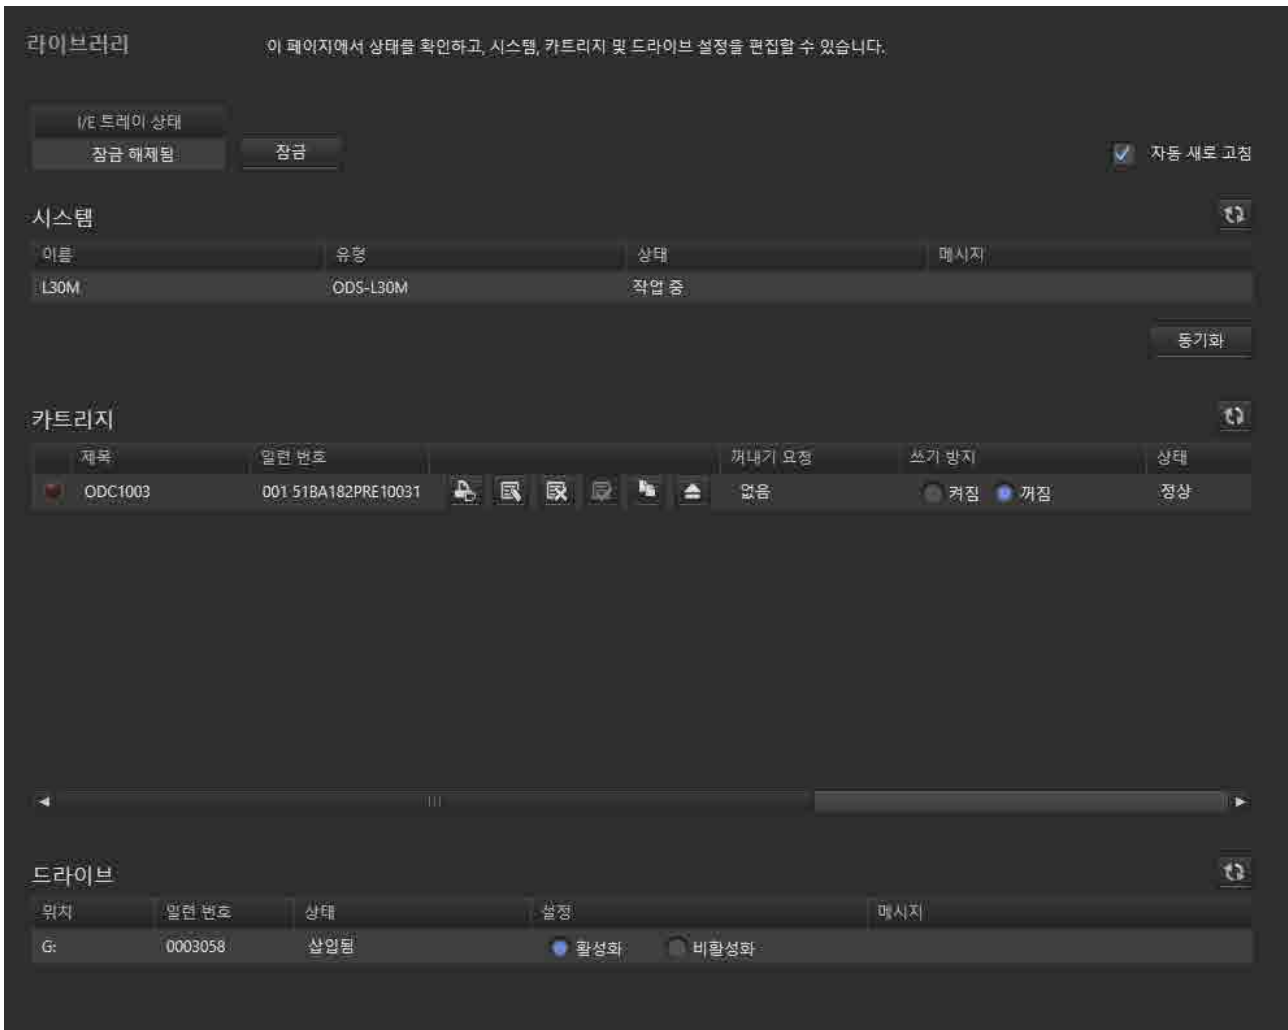 라이브러리 이 페이지에서 상태를 확인하고, 시스템, 카트리지 및 드라이브 설정을 편집할 수 있습니다.
I/E 트레이 상태
잠금 해제됨 잠금 자동 새로 고침
시스템
이름 유형 상태 메시지
L30M ODS-L30M 작업 중
동기화
카트리지
제목 일련 번호 꺼내기 요청 쓰기 방지 상태
ODC1003 001 51BA182PRE10031 없음 켜짐 꺼짐 정상
드라이브
위치 일련 번호 상태 설정 메시지
G: 0003058 삽입됨 활성화 비활성화